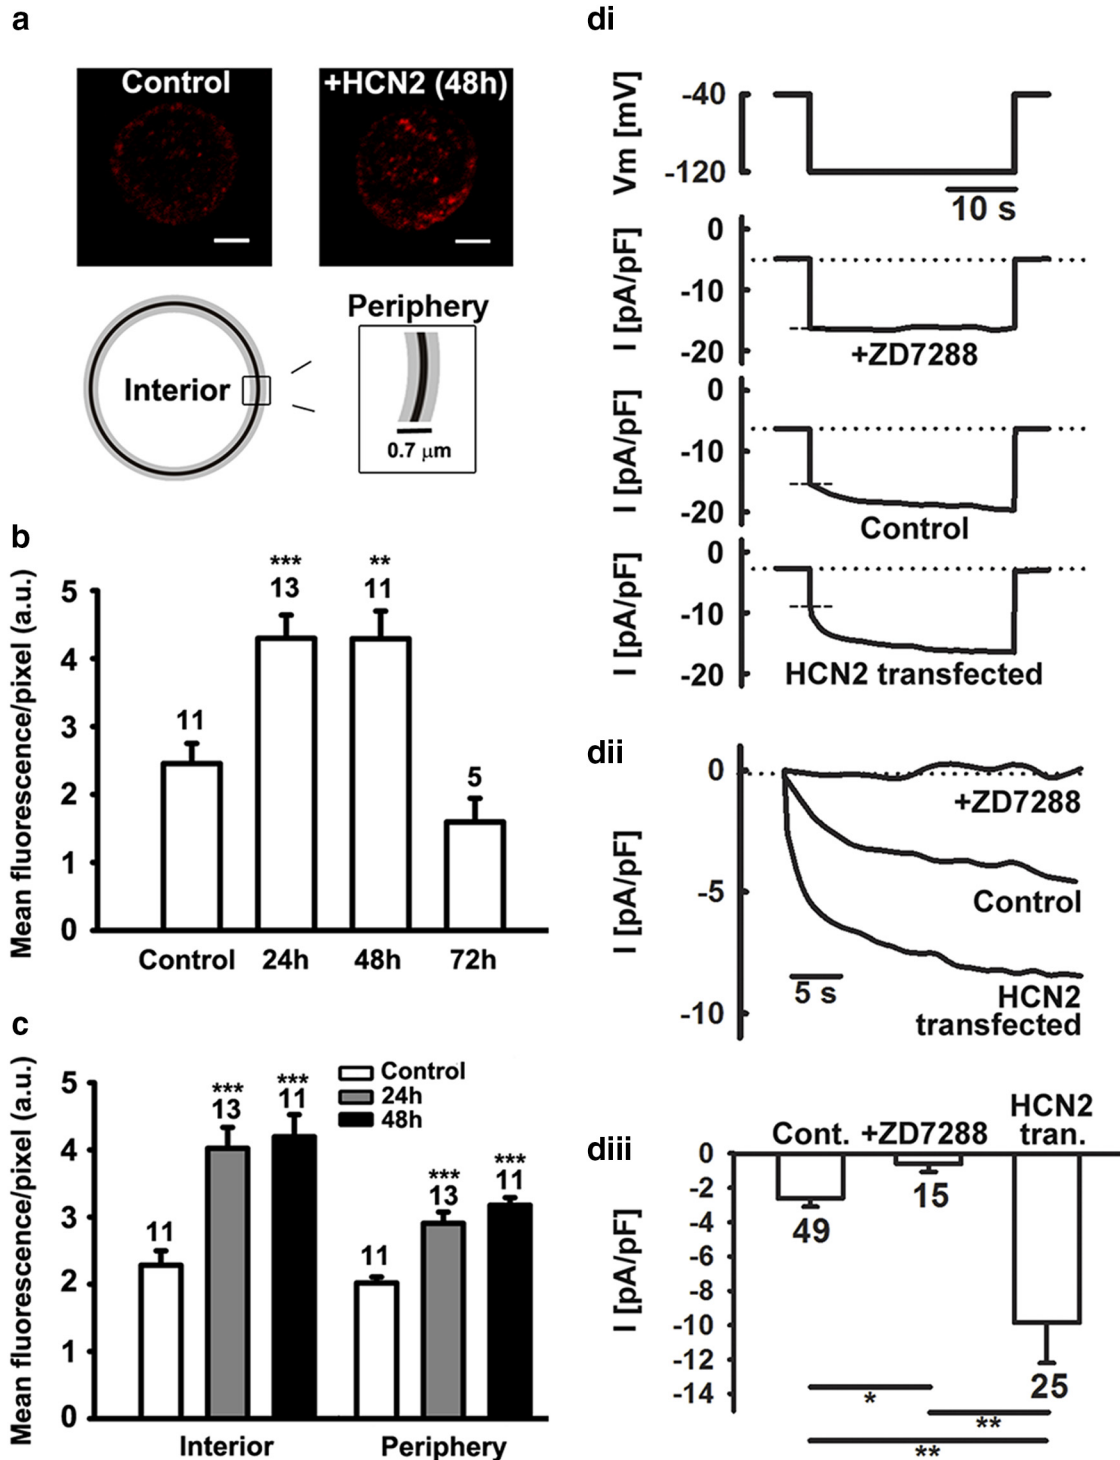 a
Control
+HCN2 (48h)
Interior
Periphery
0.7 μm
b
Mean fluorescence/pixel (a.u.)
5
4
3
2
1
0
11
***
13
**
11
5
Control
24h
48h
72h
c
Mean fluorescence/pixel (a.u.)
5
4
3
2
1
0
Control
24h
48h
11
***
13
***
11
11
***
13
***
11
Interior
Periphery
di
Vm [mV]
-40
-120
10 s
I [pA/pF]
0
-10
-20
+ZD7288
I [pA/pF]
0
-10
-20
Control
I [pA/pF]
0
-10
-20
HCN2 transfected
dii
I [pA/pF]
0
-5
-10
+ZD7288
Control
HCN2
transfected
5 s
diii
I [pA/pF]
0
-2
-4
-6
-8
-10
-12
-14
Cont.
+ZD7288
HCN2
tran.
49
15
25
*
**
**